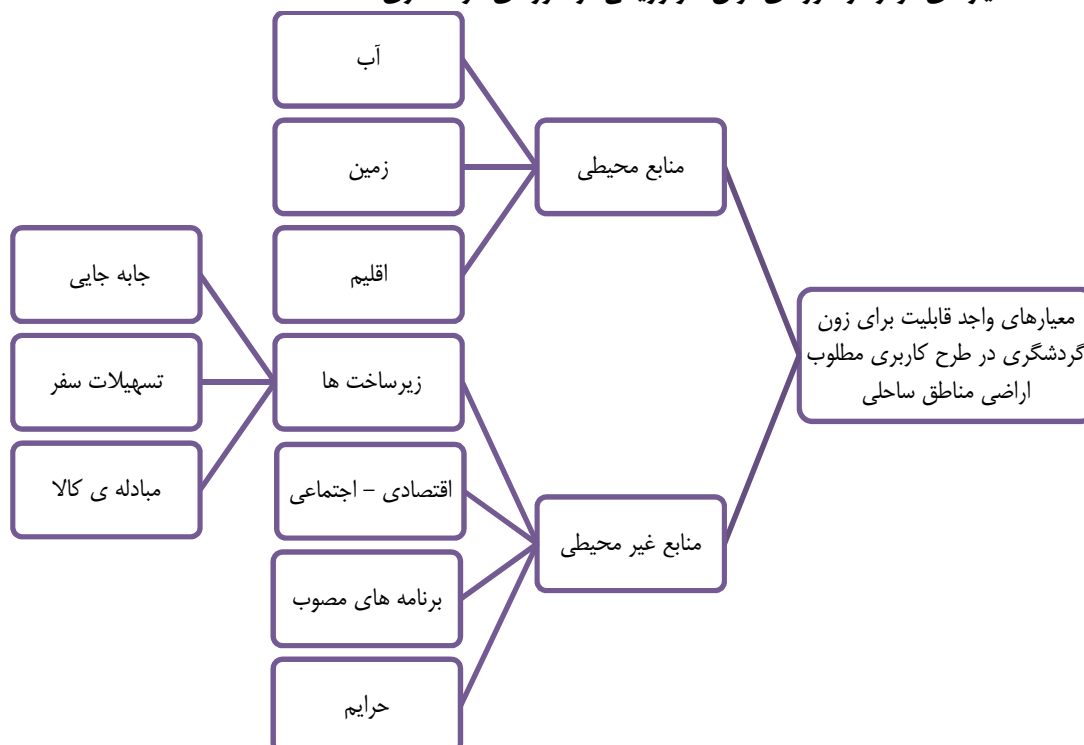 معیارهای واجد قابلیت برای زون
گردشگری در طرح کاربری مطلوب
اراضی مناطق ساحلی
منابع محیطی
آب
زمین
اقلیم
منابع غیر محیطی
زیرساخت ها
جابه جایی
تسهیلات سفر
مبادله ی کالا
اقتصادی – اجتماعی
برنامه های مصوب
حرایم